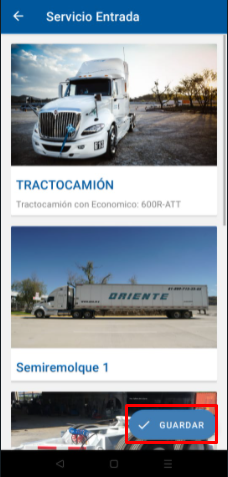 Servicio Entrada
TRACTOCAMIÓN
Tractocamión con Economico: 600R-ATT
ORIENTE
Semiremolque 1
GUARDAR